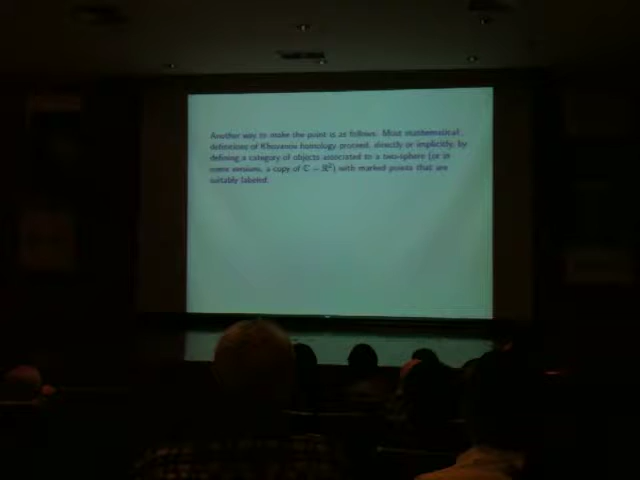 Another way to make the point is as follows. Most mathematical
definitions of Khovanov homology proceed, directly or implicitly, by
defining a category of objects associated to a two-sphere (or in
some versions, a copy of C = ℝ²) with marked points that are
suitably labeled.